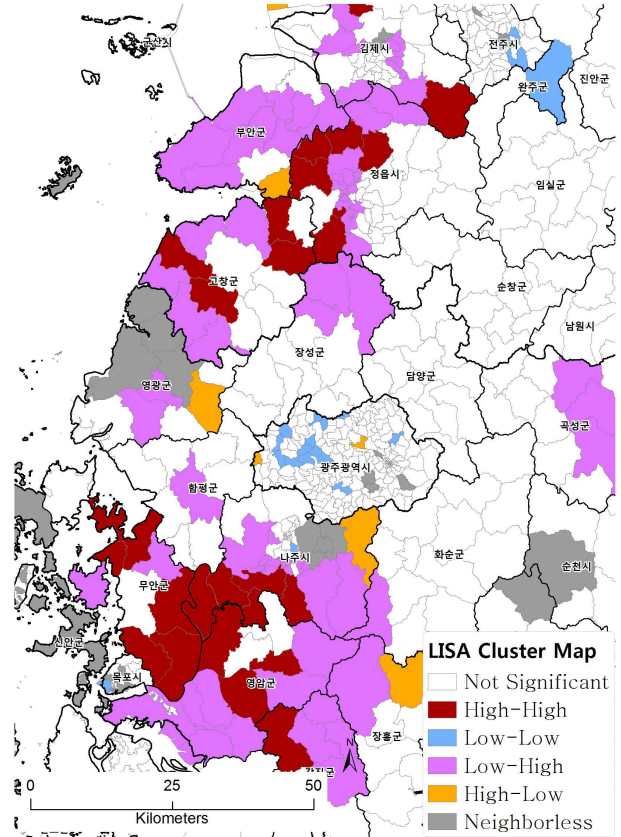 군산시
김제시
전주시
완주군
진안군
부안군
정읍시
임실군
고창군
순창군
남원시
장성군
담양군
영광군
곡성군
광주광역시
함평군
나주시
화순군
순천시
무안군
신안군
목포시
영암군
장흥군
강진군
N
LISA Cluster Map
Not Significant
High-High
Low-Low
Low-High
High-Low
Neighborless
0 25 50
Kilometers